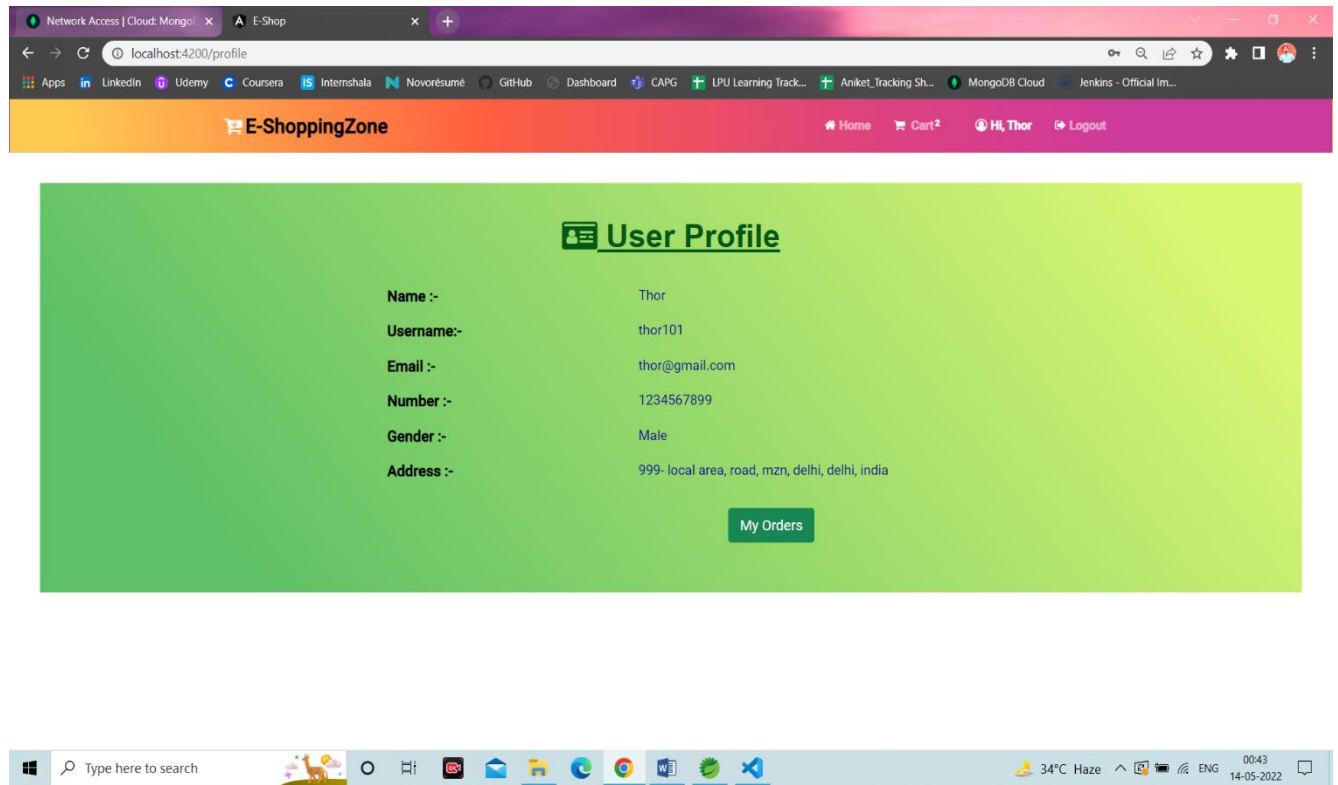 Network Access | Cloud: Mongo
E-Shop
localhost:4200/profile
Apps LinkedIn Udemy Coursera Internshala Novorésumé GitHub Dashboard CAPG LPU Learning Track... Aniket_Tracking Sh... MongoDB Cloud Jenkins - Official Im...
E-ShoppingZone
Home Cart² Hi, Thor Logout
User Profile
Name :- Thor
Username:- thor101
Email :- thor@gmail.com
Number :- 1234567899
Gender :- Male
Address :- 999- local area, road, mzn, delhi, delhi, india
My Orders
Type here to search
34°C Haze ENG
00:43
14-05-2022